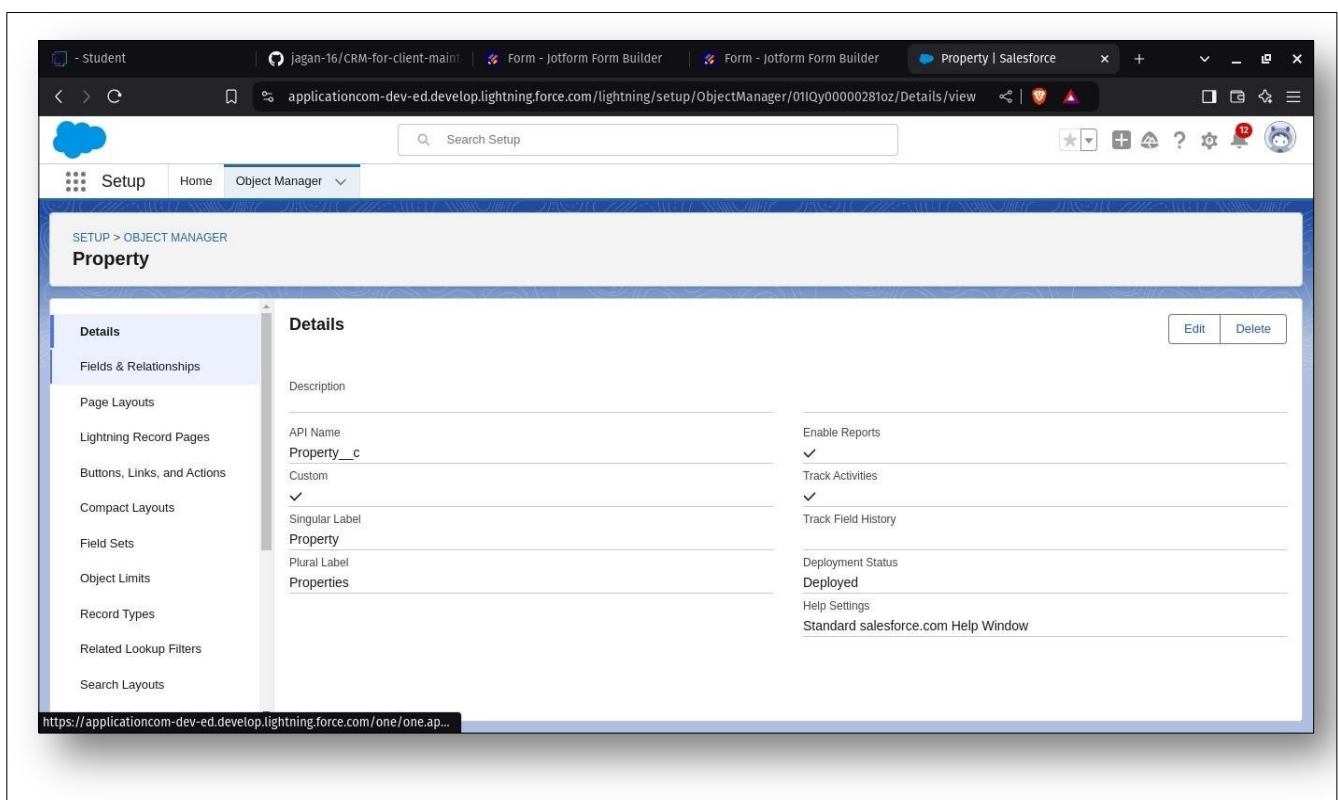 - Student
jagan-16/CRM-for-client-maint
Form - Jotform Form Builder
Form - Jotform Form Builder
Property | Salesforce
applicationcom-dev-ed.develop.lightning.force.com/lightning/setup/ObjectManager/01IQy00000281oz/Details/view
Search Setup
12
Setup
Home
Object Manager
SETUP > OBJECT MANAGER
Property
Details
Fields & Relationships
Page Layouts
Lightning Record Pages
Buttons, Links, and Actions
Compact Layouts
Field Sets
Object Limits
Record Types
Related Lookup Filters
Search Layouts
Details
Edit
Delete
Description
API Name
Property__c
Custom
Singular Label
Property
Plural Label
Properties
Enable Reports
Track Activities
Track Field History
Deployment Status
Deployed
Help Settings
Standard salesforce.com Help Window
https://applicationcom-dev-ed.develop.lightning.force.com/one/one.ap...